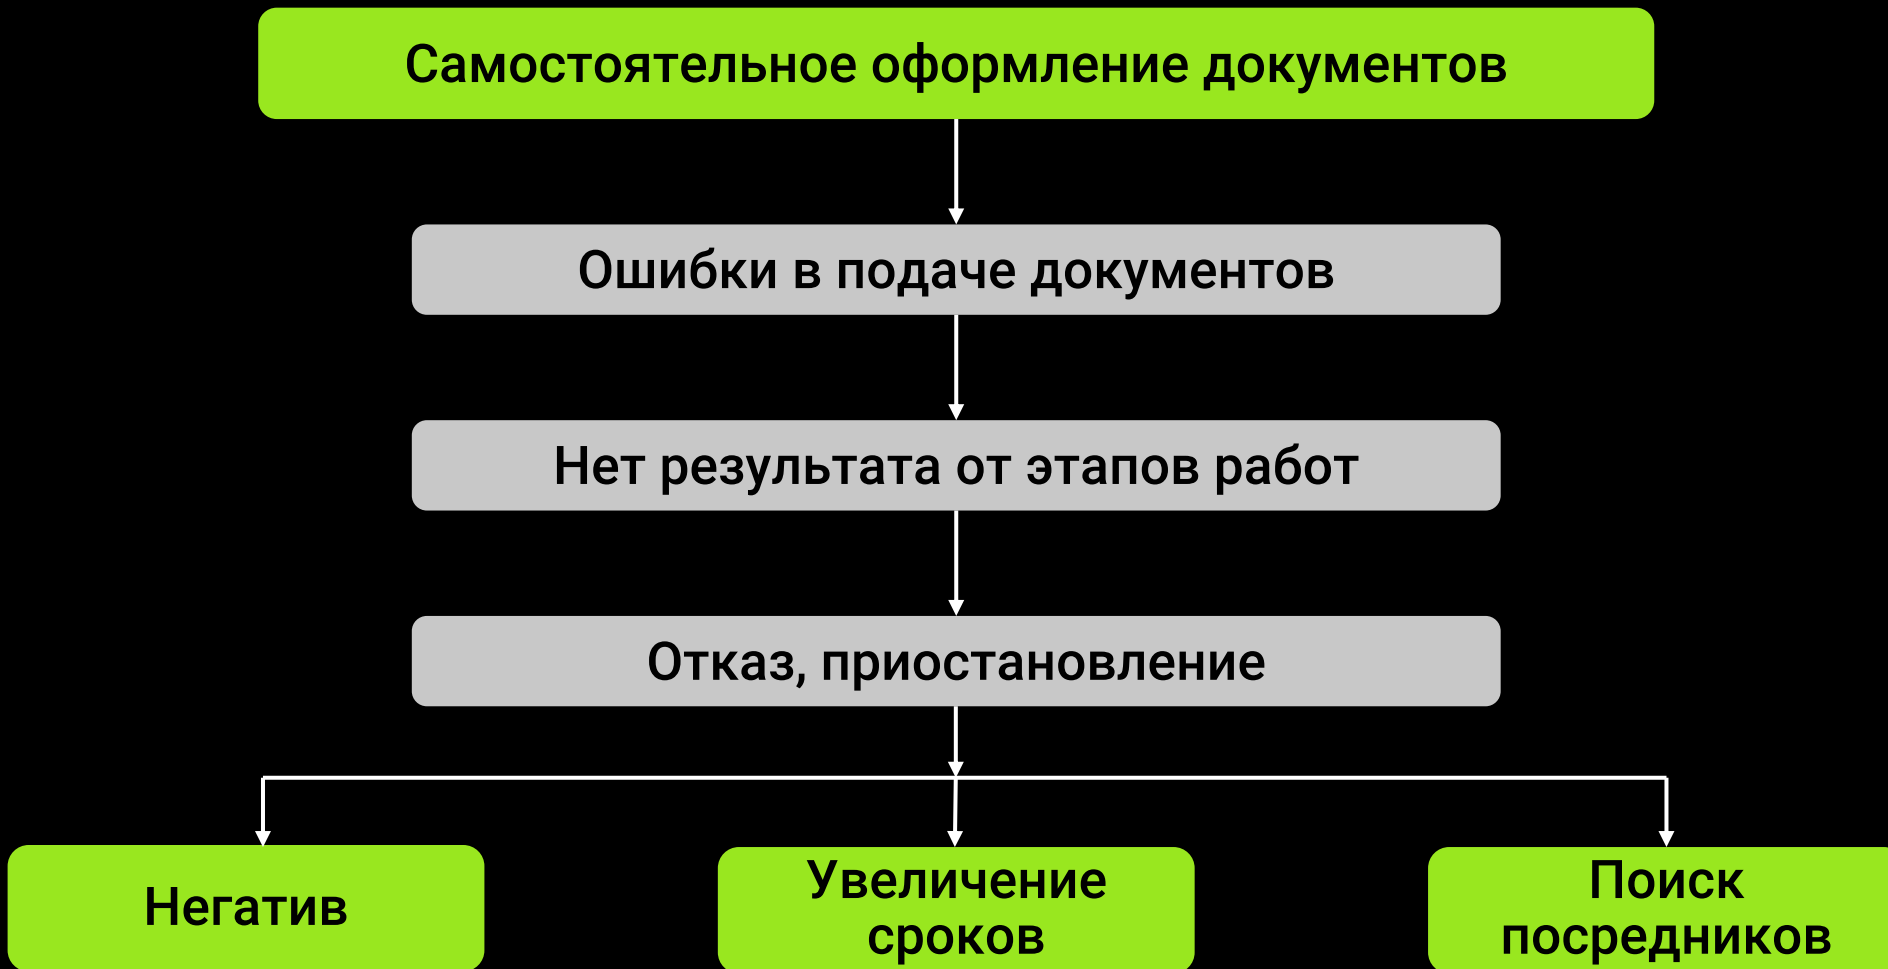 Самостоятельное оформление документов
Ошибки в подаче документов
Нет результата от этапов работ
Отказ, приостановление
Негатив
Увеличение
сроков
Поиск
посредников